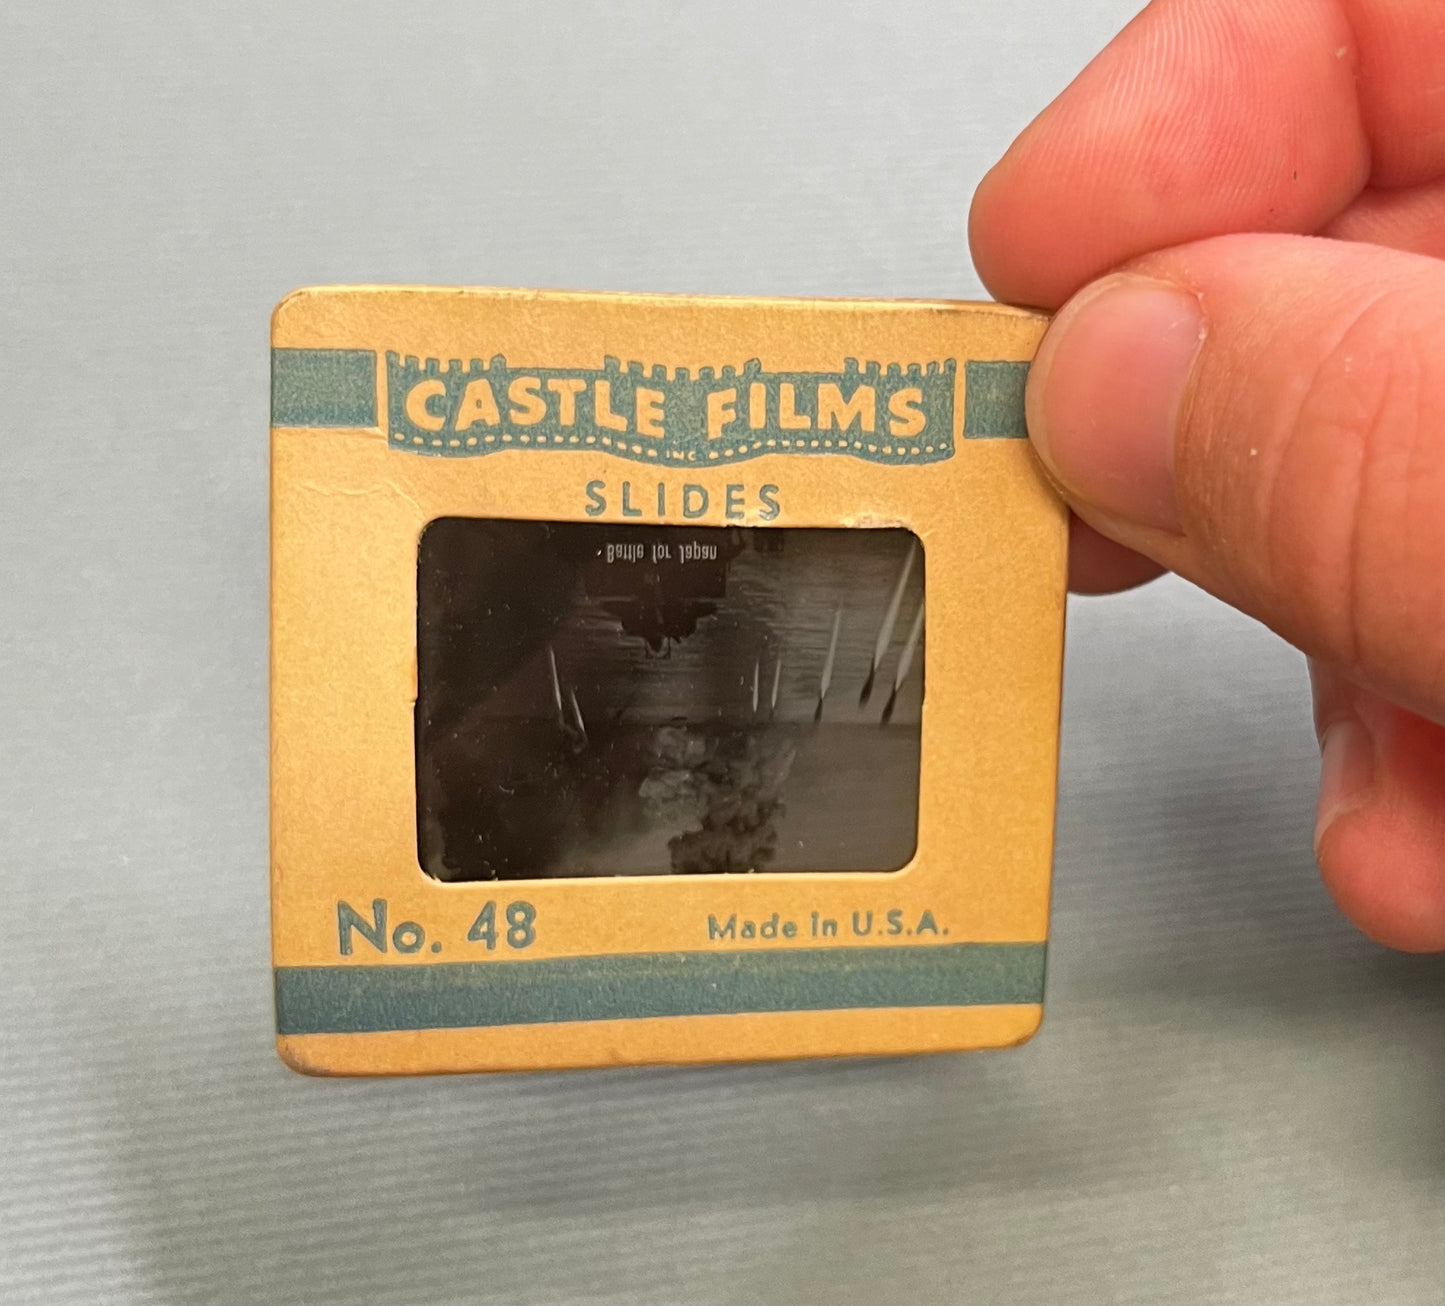 CASTLE FILMS
INC.
SLIDES
• Battle for Japan
No. 48
Made in U.S.A.